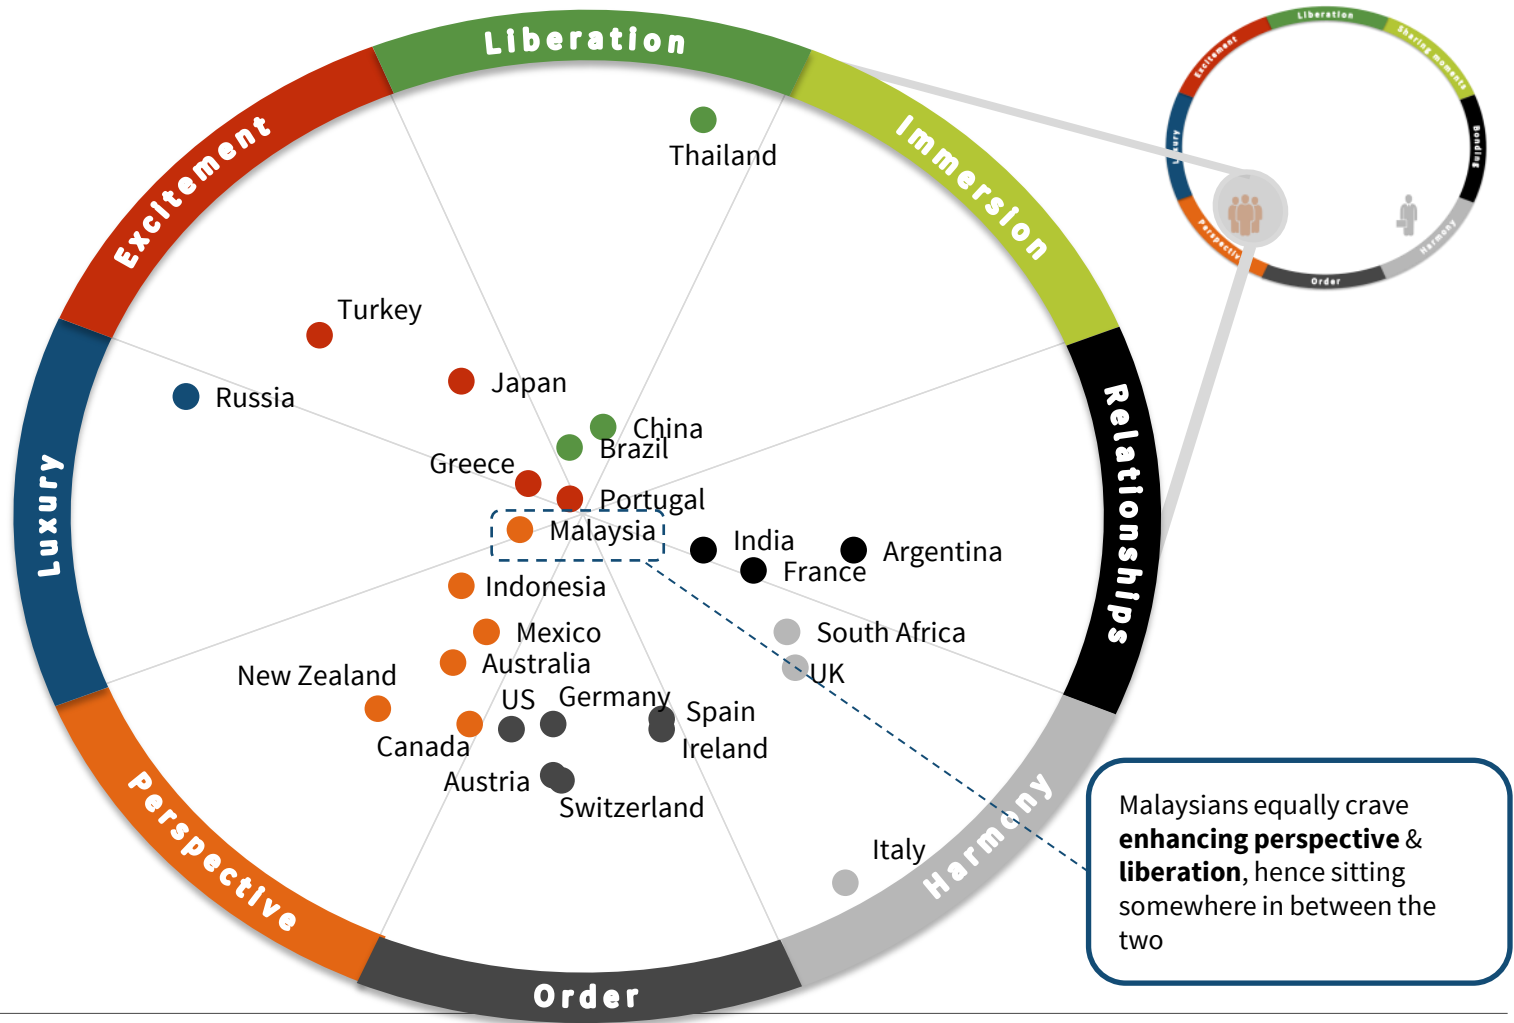 Liberation
Excitement
Immersion
Luxury
Relationships
Perspective
Harmony
Order
Thailand
Turkey
Japan
Russia
China
Brazil
Greece
Portugal
Malaysia
India
Argentina
France
Indonesia
Mexico
South Africa
Australia
UK
New Zealand
US
Germany
Spain
Canada
Ireland
Austria
Switzerland
Italy
Liberation
Excitement
Sharing moments
Luxury
Bonding
Perspective
Harmony
Order
Malaysians equally crave
enhancing perspective &
liberation, hence sitting
somewhere in between the
two